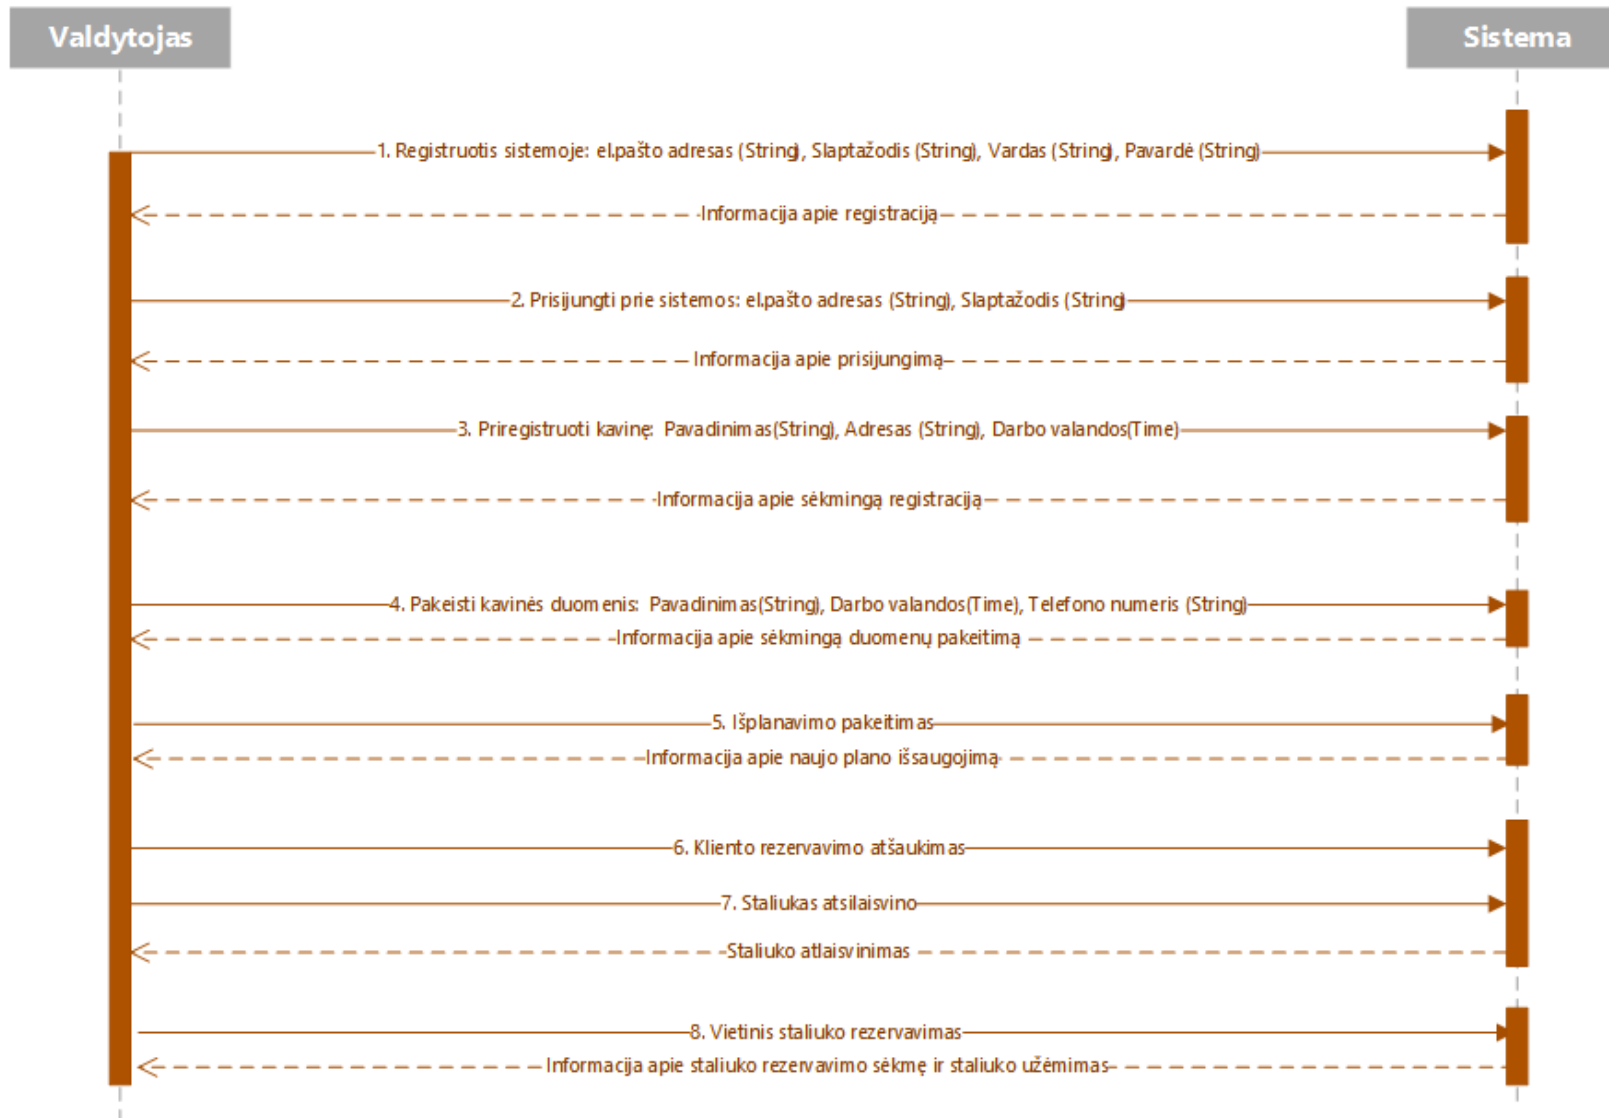 Valdytojas
Sistema
1. Registruotis sistemoje: el.pašto adresas (String), Slaptažodis (String), Vardas (String), Pavardė (String)
Informacija apie registraciją
2. Prisijungti prie sistemos: el.pašto adresas (String), Slaptažodis (String)
Informacija apie prisijungimą
3. Priregistruoti kavinę: Pavadinimas(String), Adresas (String), Darbo valandos(Time)
Informacija apie sėkmingą registraciją
4. Pakeisti kavinės duomenis: Pavadinimas(String), Darbo valandos(Time), Telefono numeris (String)
Informacija apie sėkmingą duomenų pakeitimą
5. Išplanavimo pakeitimas
Informacija apie naujo plano išsaugojimą
6. Kliento rezervavimo atšaukimas
7. Staliukas atsilaisvino
Staliuko atlaisvinimas
8. Vietinis staliuko rezervavimas
Informacija apie staliuko rezervavimo sėkmę ir staliuko užėmimas